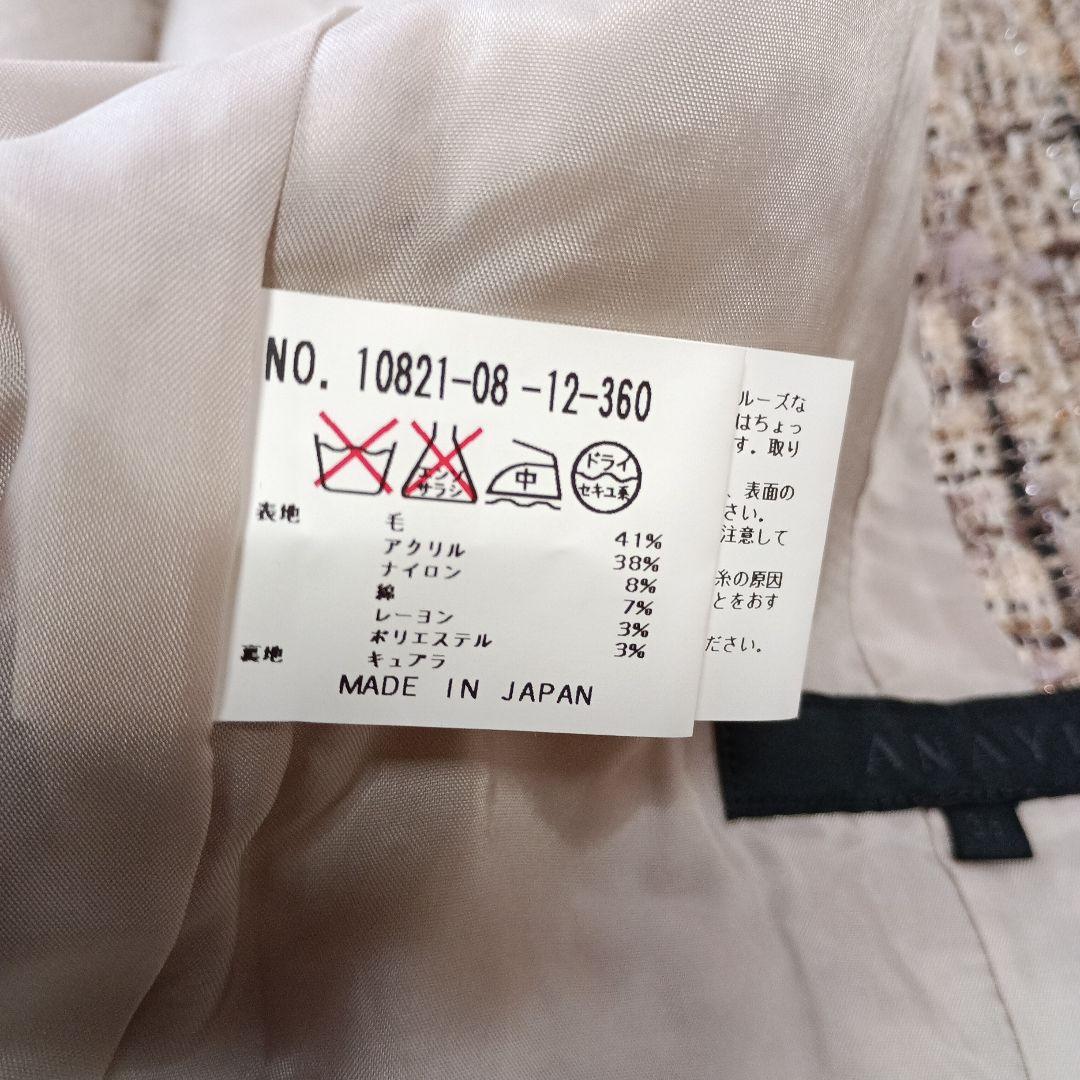 NO. 10821-08-12-360
エンソ
サラシ
中
ドライ
セキユ系
表地 毛 41%
アクリル 38%
ナイロン 8%
綿 7%
レーヨン 3%
ポリエステル 3%
裏地 キュプラ
MADE IN JAPAN
ルーズな
はちょっ
す。取り
、表面の
さい。
注意して
糸の原因
とをおす
ださい。
ANAY